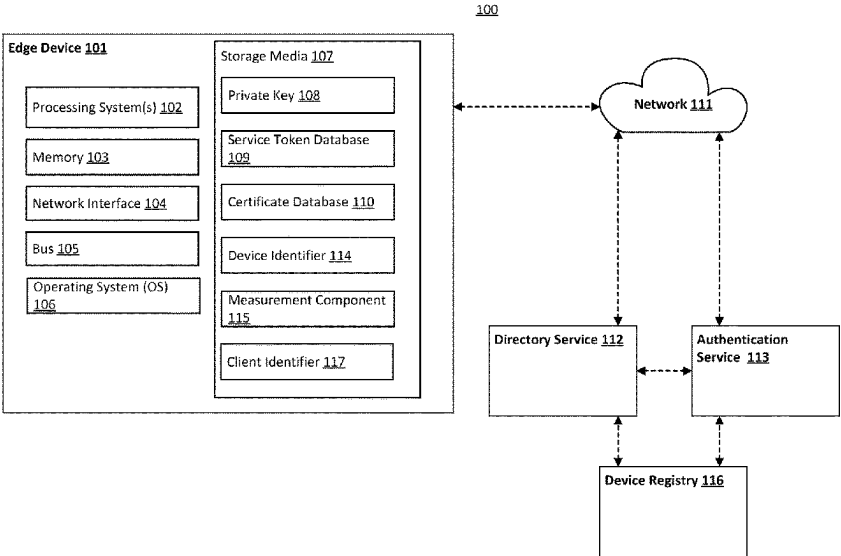 100
Edge Device 101
Processing System(s) 102
Memory 103
Network Interface 104
Bus 105
Operating System (OS)
106
Storage Media 107
Private Key 108
Service Token Database
109
Certificate Database 110
Device Identifier 114
Measurement Component
115
Client Identifier 117
Network 111
Directory Service 112
Authentication
Service 113
Device Registry 116